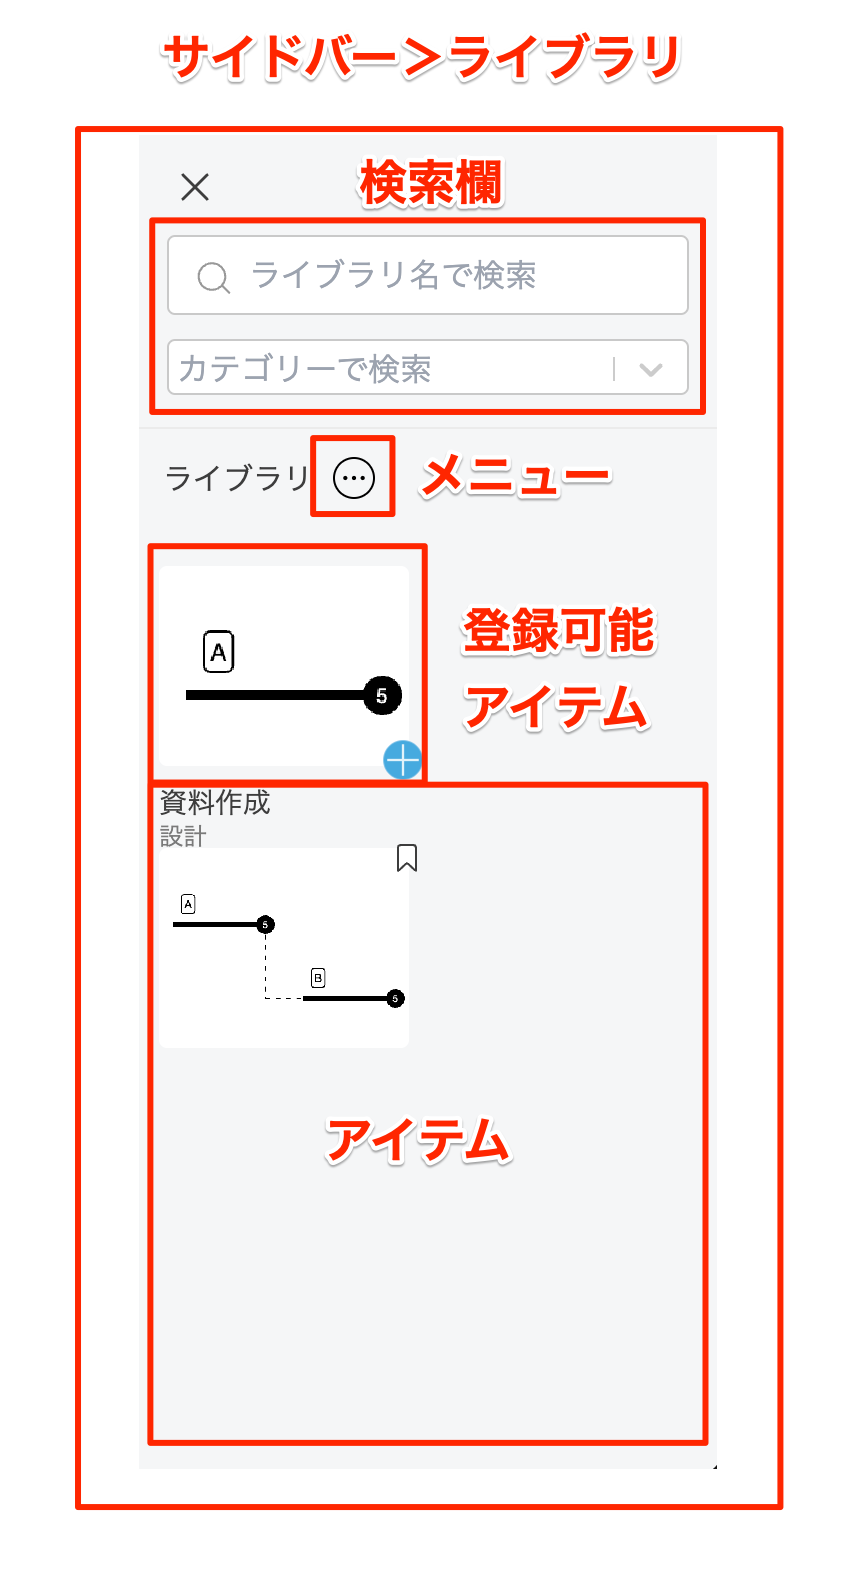 サイドバー＞ライブラリ
検索欄
ライブラリ名で検索
カテゴリーで検索
ライブラリ
メニュー
A
5
登録可能
アイテム
資料作成
設計
A
5
B
5
アイテム